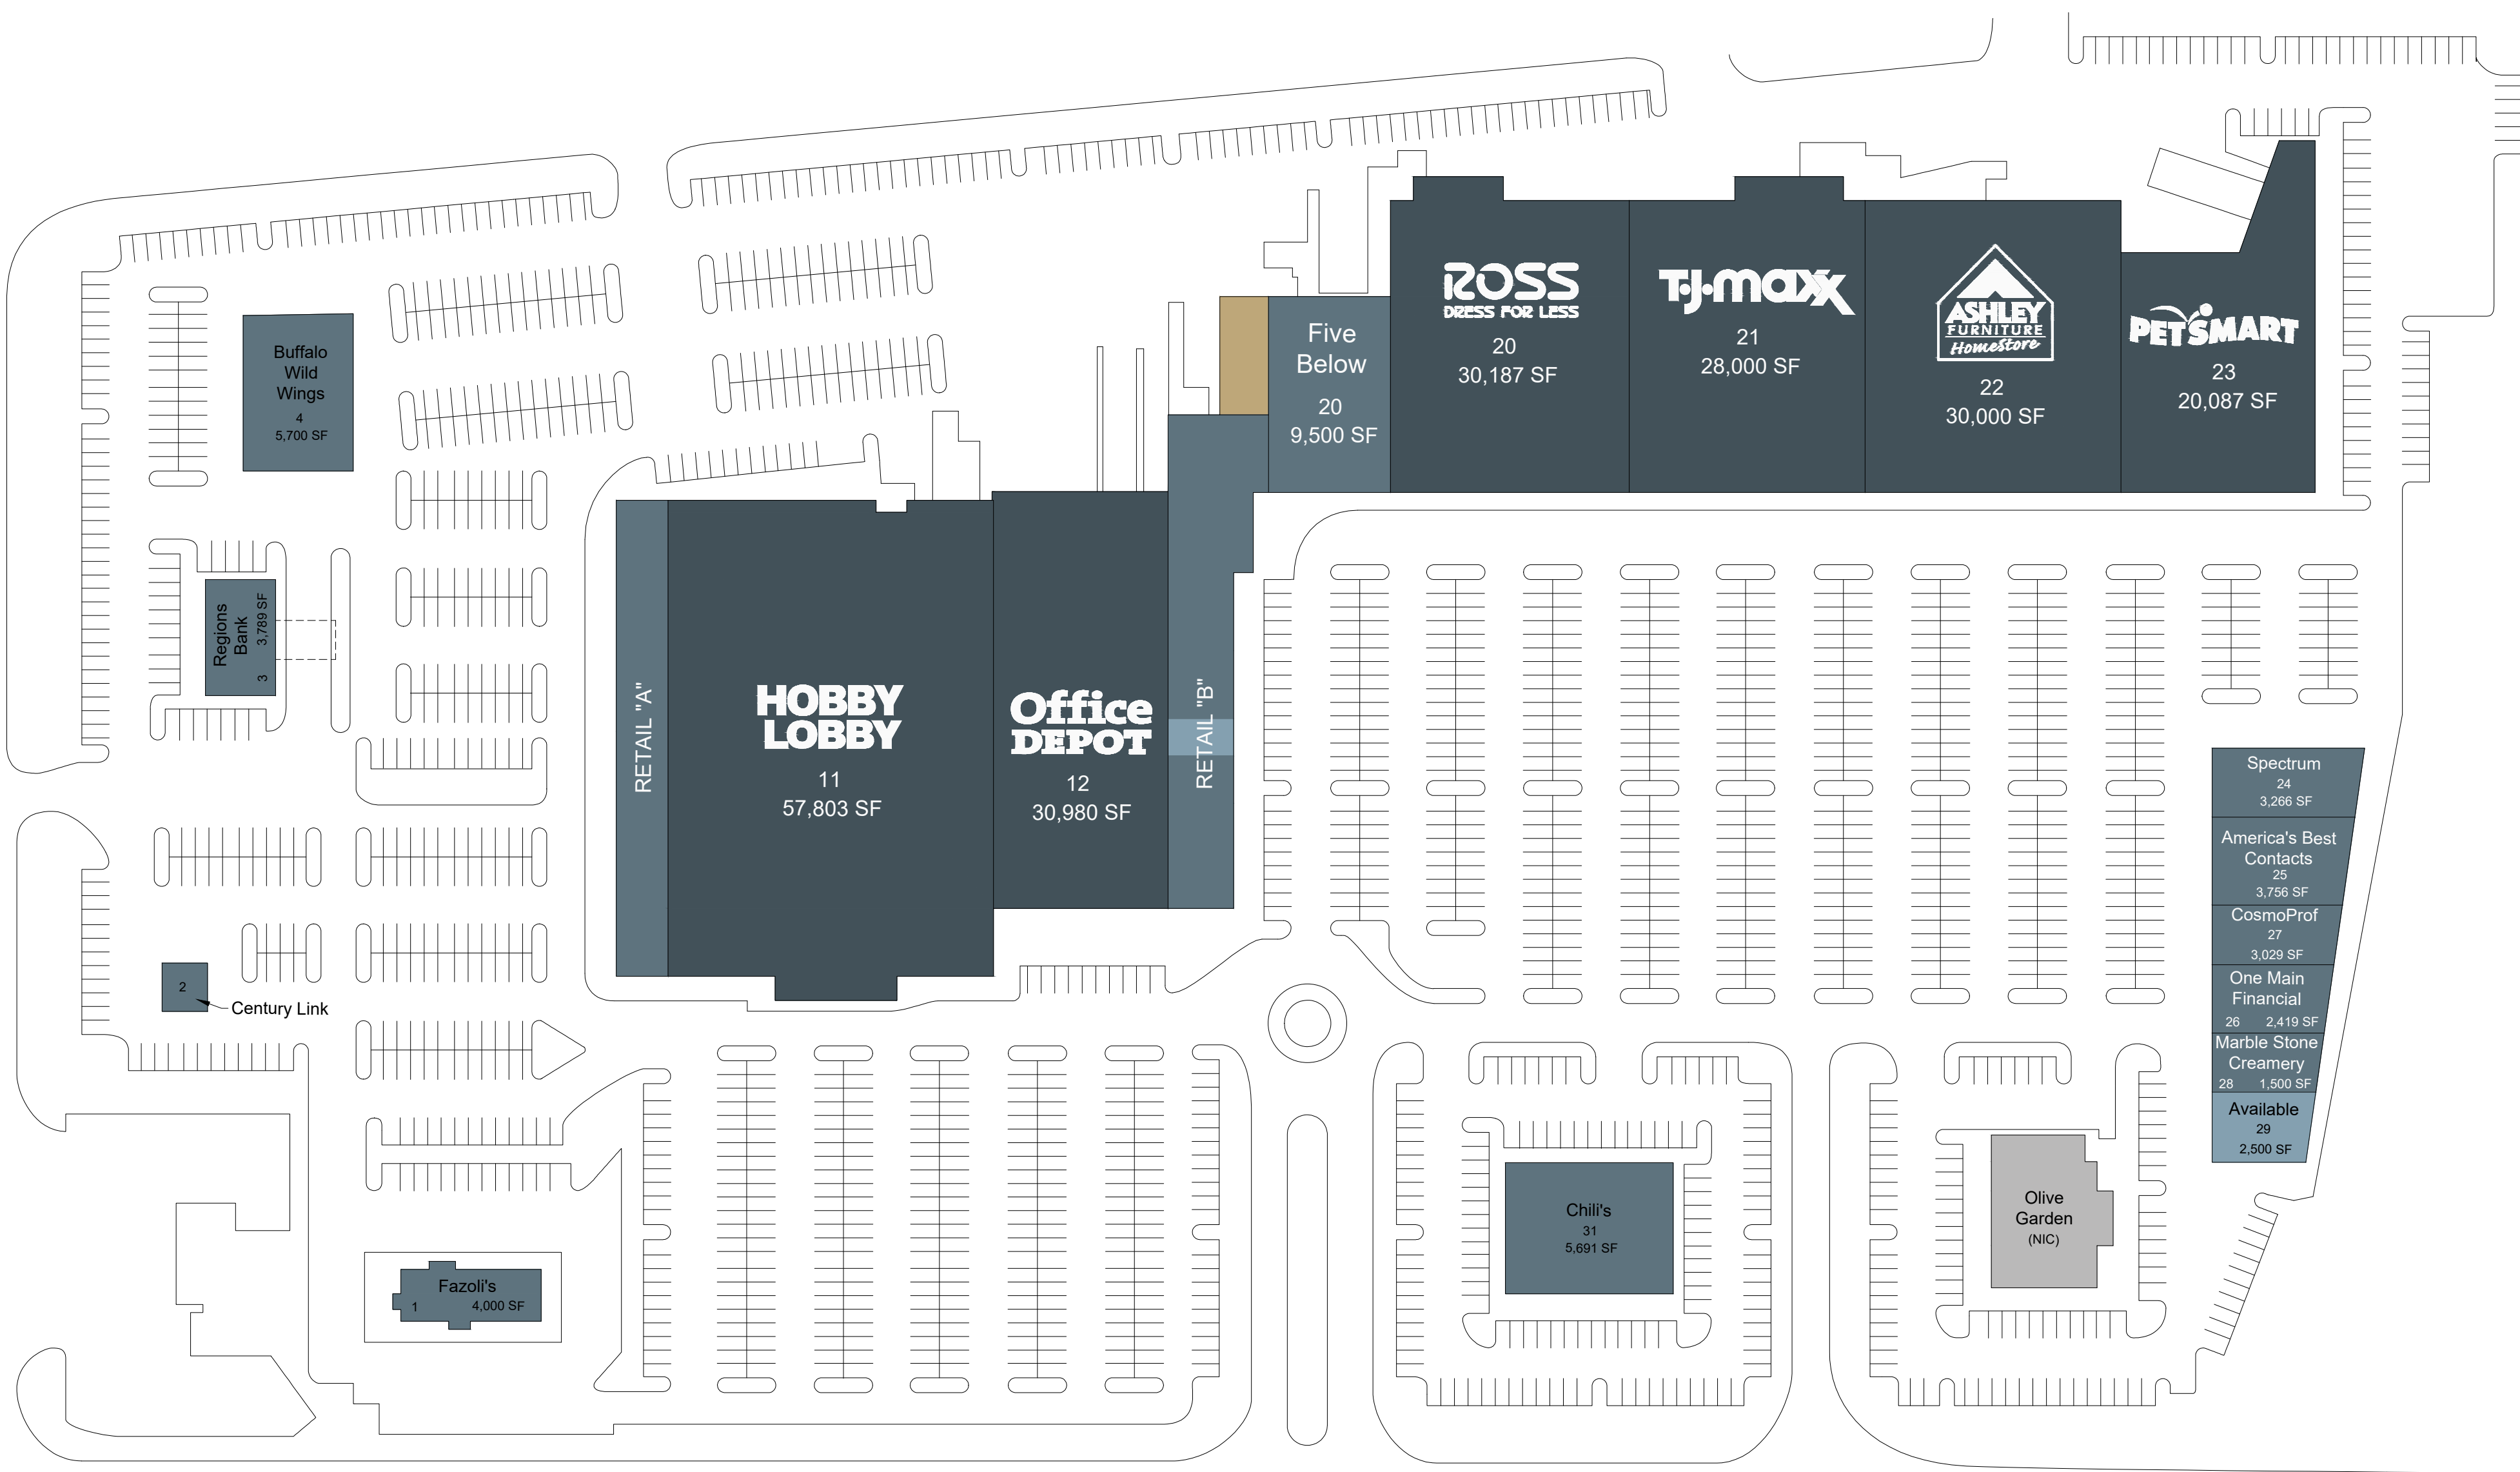 Buffalo
Wild
Wings
4
5,700 SF
Regions
Bank
3 3,789 SF
2
Century Link
Fazoli's
1 4,000 SF
RETAIL "A"
HOBBY
LOBBY
11
57,803 SF
Office
DEPOT
12
30,980 SF
RETAIL "B"
Five
Below
20
9,500 SF
ROSS
DRESS FOR LESS
20
30,187 SF
T.J.maxx
21
28,000 SF
ASHLEY
FURNITURE
HomeStore
22
30,000 SF
PETSMART
23
20,087 SF
Spectrum
24
3,266 SF
America's Best
Contacts
25
3,756 SF
CosmoProf
27
3,029 SF
One Main
Financial
26 2,419 SF
Marble Stone
Creamery
28 1,500 SF
Available
29
2,500 SF
Chili's
31
5,691 SF
Olive
Garden
(NIC)